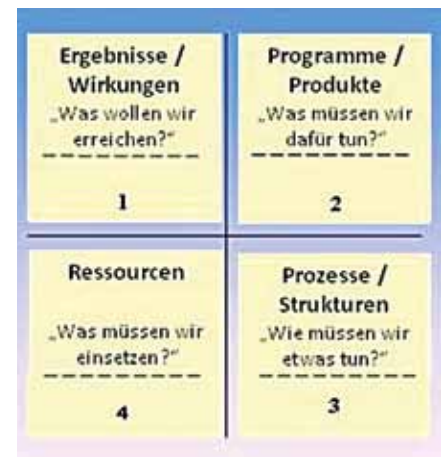 Ergebnisse /
Wirkungen
„Was wollen wir
erreichen?“
1
Programme /
Produkte
„Was müssen wir
dafür tun?“
2
Ressourcen
„Was müssen wir
einsetzen?“
4
Prozesse /
Strukturen
„Wie müssen wir
etwas tun?“
3